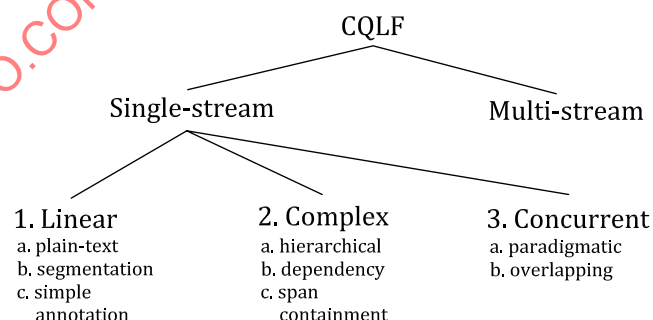 CQLF
Single-stream
Multi-stream
1. Linear
a. plain-text
b. segmentation
c. simple
annotation
2. Complex
a. hierarchical
b. dependency
c. span
containment
3. Concurrent
a. paradigmatic
b. overlapping